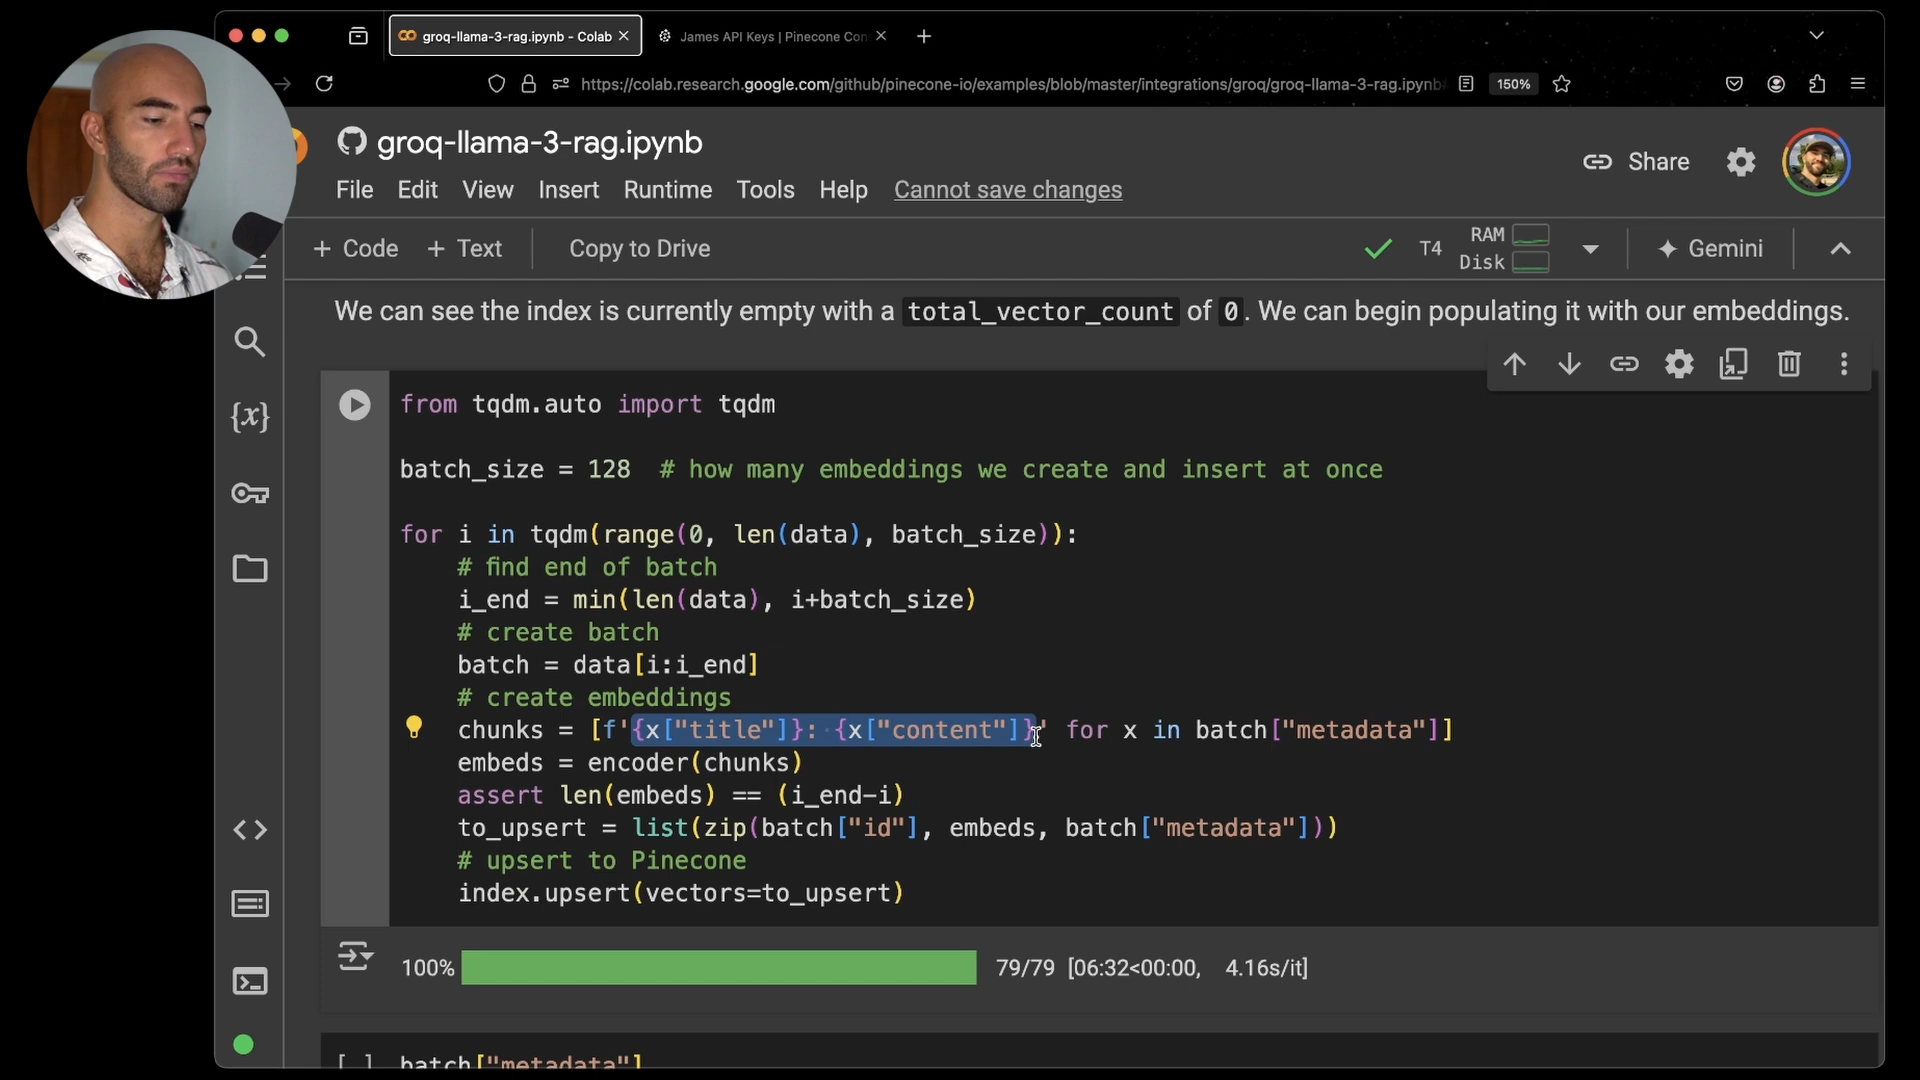 groq-llama-3-rag.ipynb - Colab
James API Keys | Pinecone Con
https://colab.research.google.com/github/pinecone-io/examples/blob/master/integrations/groq/groq-llama-3-rag.ipynb
150%
groq-llama-3-rag.ipynb
Share
File Edit View Insert Runtime Tools Help Cannot save changes
+ Code + Text Copy to Drive
T4 RAM Disk Gemini
We can see the index is currently empty with a total_vector_count of 0. We can begin populating it with our embeddings.
from tqdm.auto import tqdm
batch_size = 128  # how many embeddings we create and insert at once
for i in tqdm(range(0, len(data), batch_size)):
    # find end of batch
    i_end = min(len(data), i+batch_size)
    # create batch
    batch = data[i:i_end]
    # create embeddings
    chunks = [f'{x["title"]}: {x["content"]}' for x in batch["metadata"]]
    embeds = encoder(chunks)
    assert len(embeds) == (i_end-i)
    to_upsert = list(zip(batch["id"], embeds, batch["metadata"]))
    # upsert to Pinecone
    index.upsert(vectors=to_upsert)
100% 79/79 [06:32<00:00, 4.16s/it]
[ ] batch["metadata"]